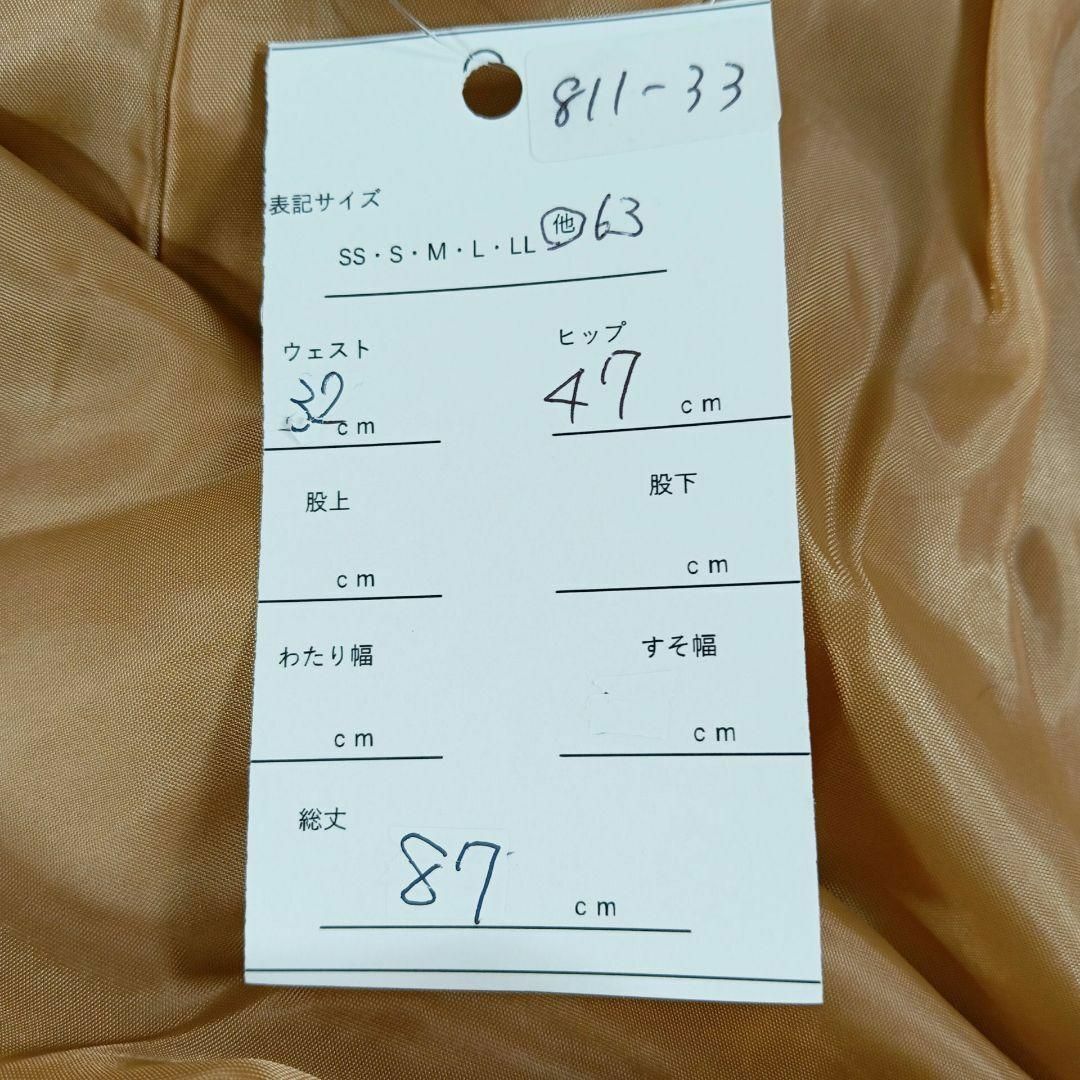 811-33
表記サイズ
SS・S・M・L・LL 他 63
ウェスト ヒップ
32 cm 47 cm
股上 股下
cm cm
わたり幅 すそ幅
cm cm
総丈
87 cm